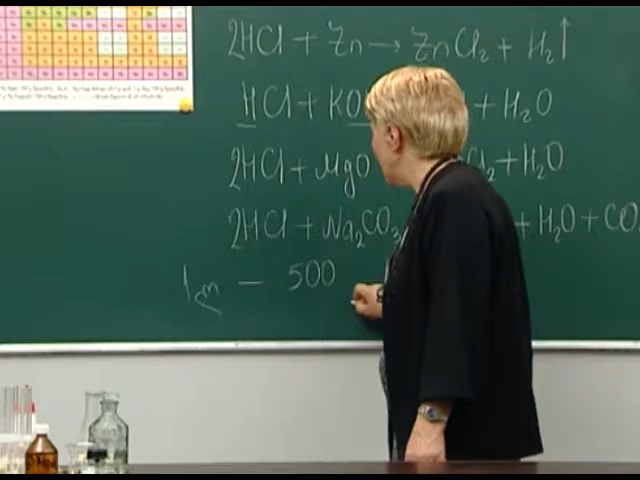 2HCl + Zn → ZnCl₂ + H₂↑
HCl + KO + H₂O
2HCl + MgO Cl₂ + H₂O
2HCl + Na₂CO₃ + H₂O + CO
1 – 500